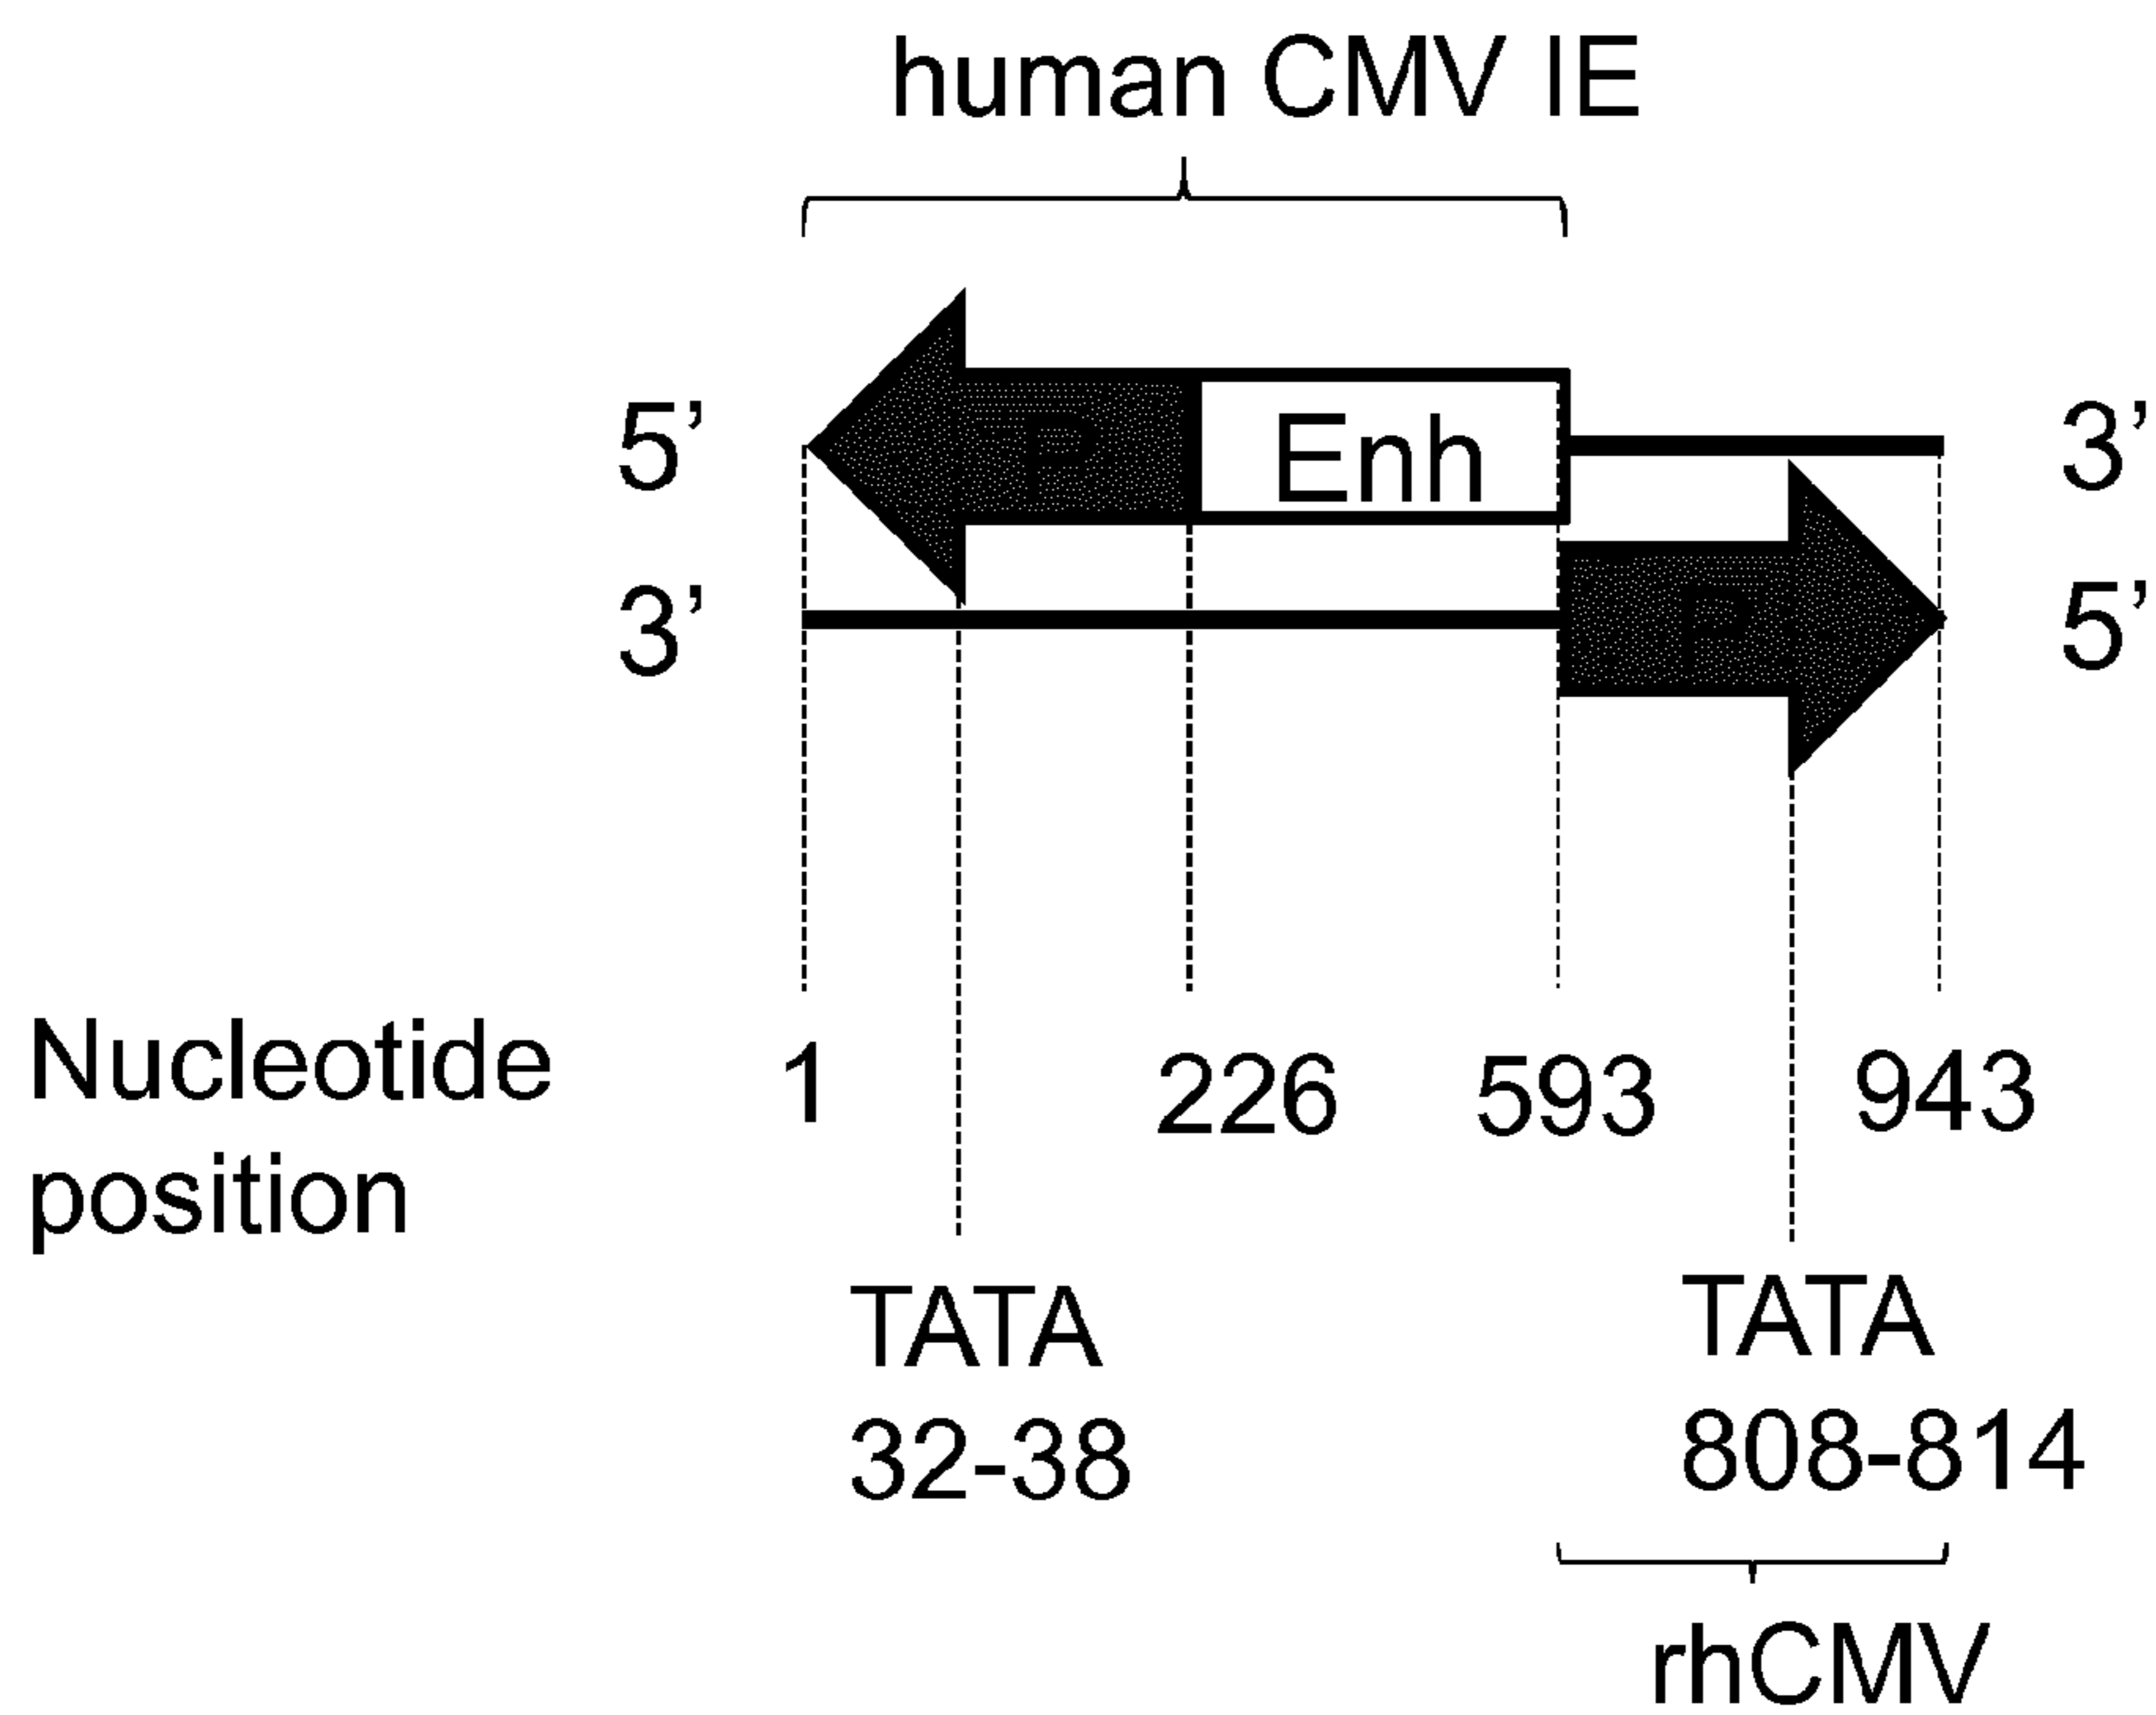 human CMV IE
5’ P Enh 3’
3’ P 5’
Nucleotide position
1 226 593 943
TATA 32-38
TATA 808-814
rhCMV